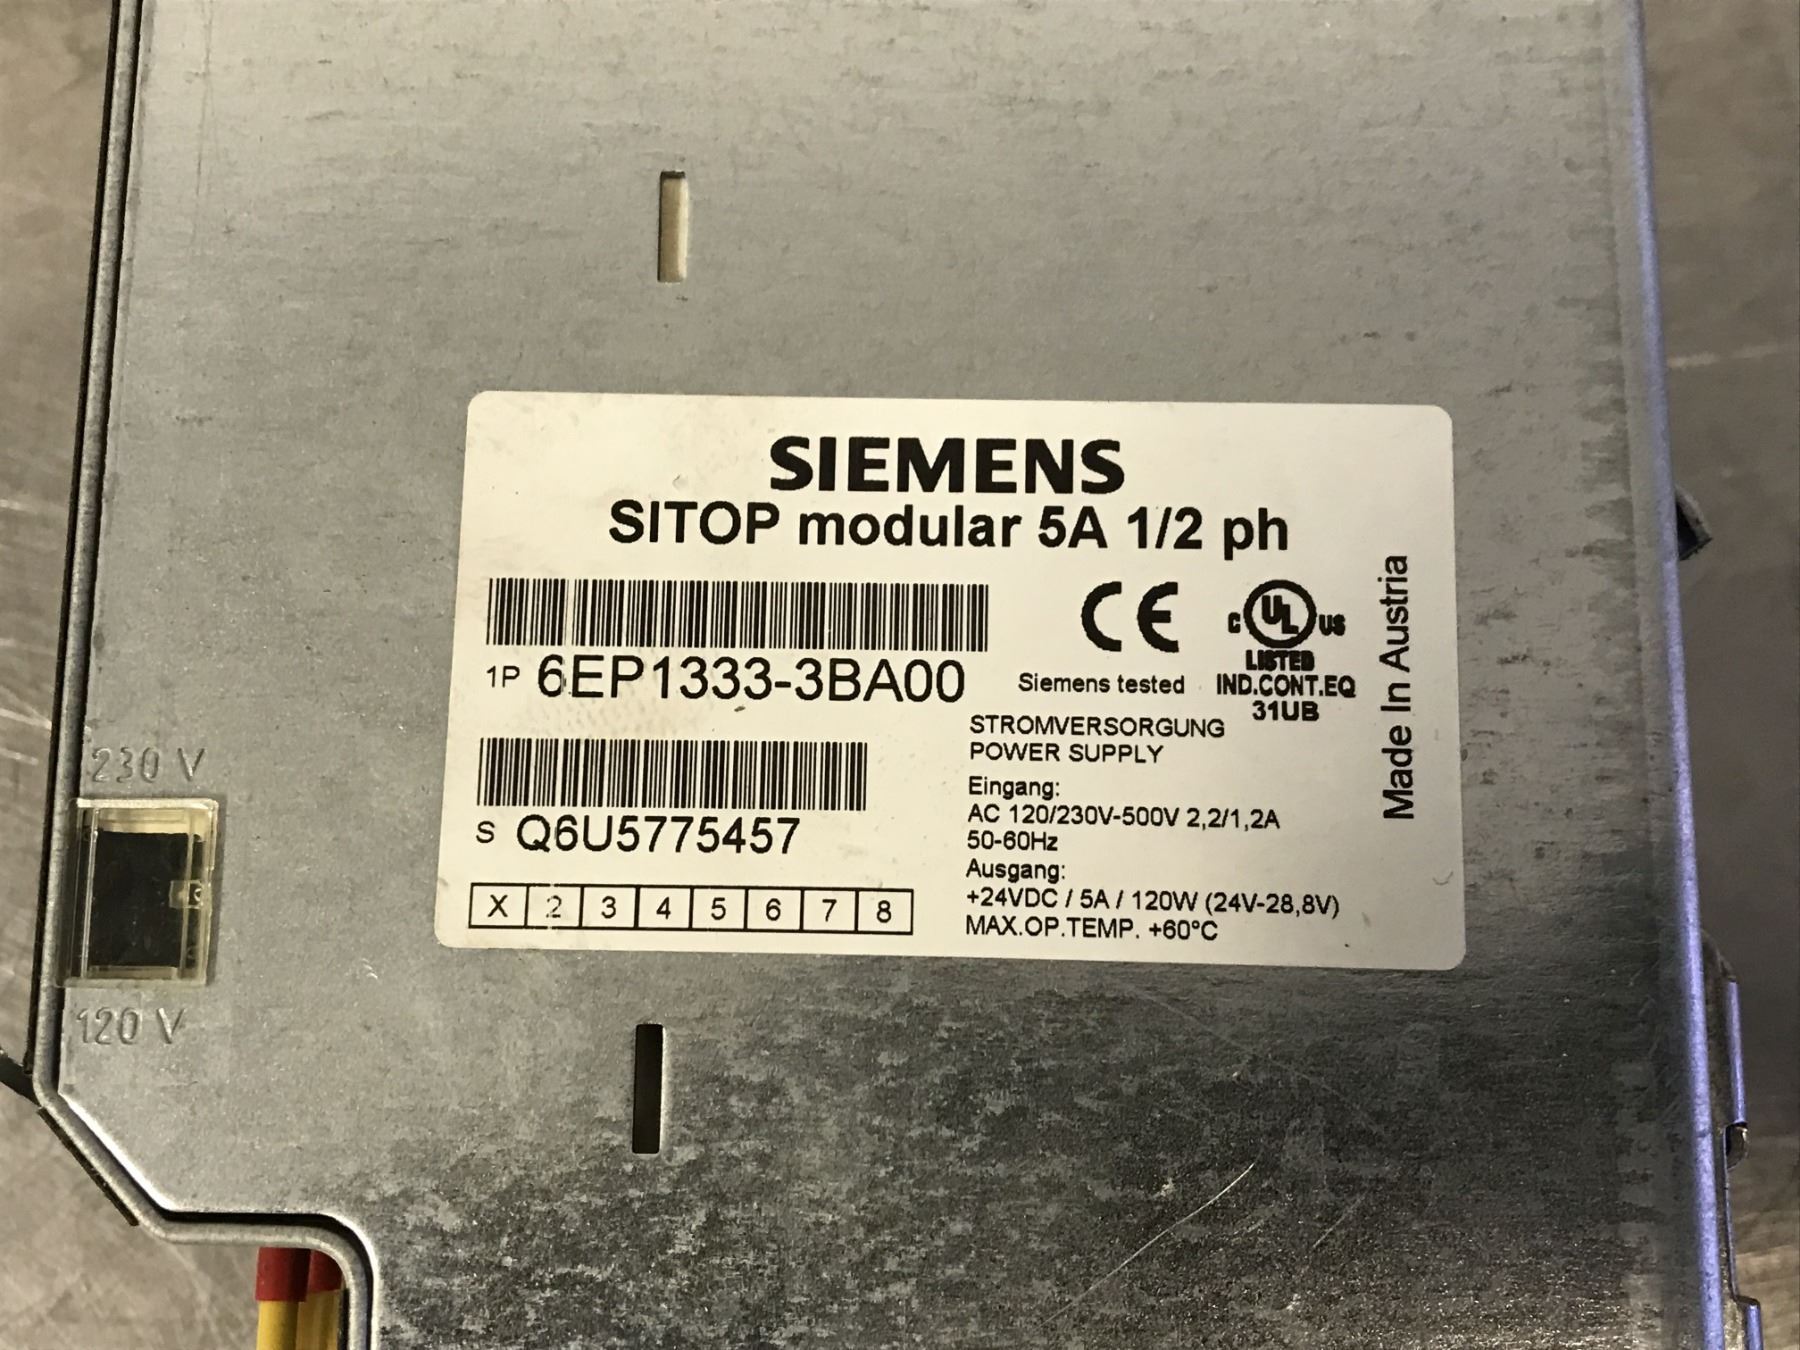 SIEMENS
SITOP modular 5A 1/2 ph
1P 6EP1333-3BA00
Siemens tested
C UL US
LISTED
IND.CONT.EQ
31UB
Made In Austria
STROMVERSORGUNG
POWER SUPPLY
230 V
Eingang:
AC 120/230V-500V 2,2/1,2A
50-60Hz
S Q6U5775457
Ausgang:
+24VDC / 5A / 120W (24V-28,8V)
MAX.OP.TEMP. +60°C
X 2 3 4 5 6 7 8
120 V